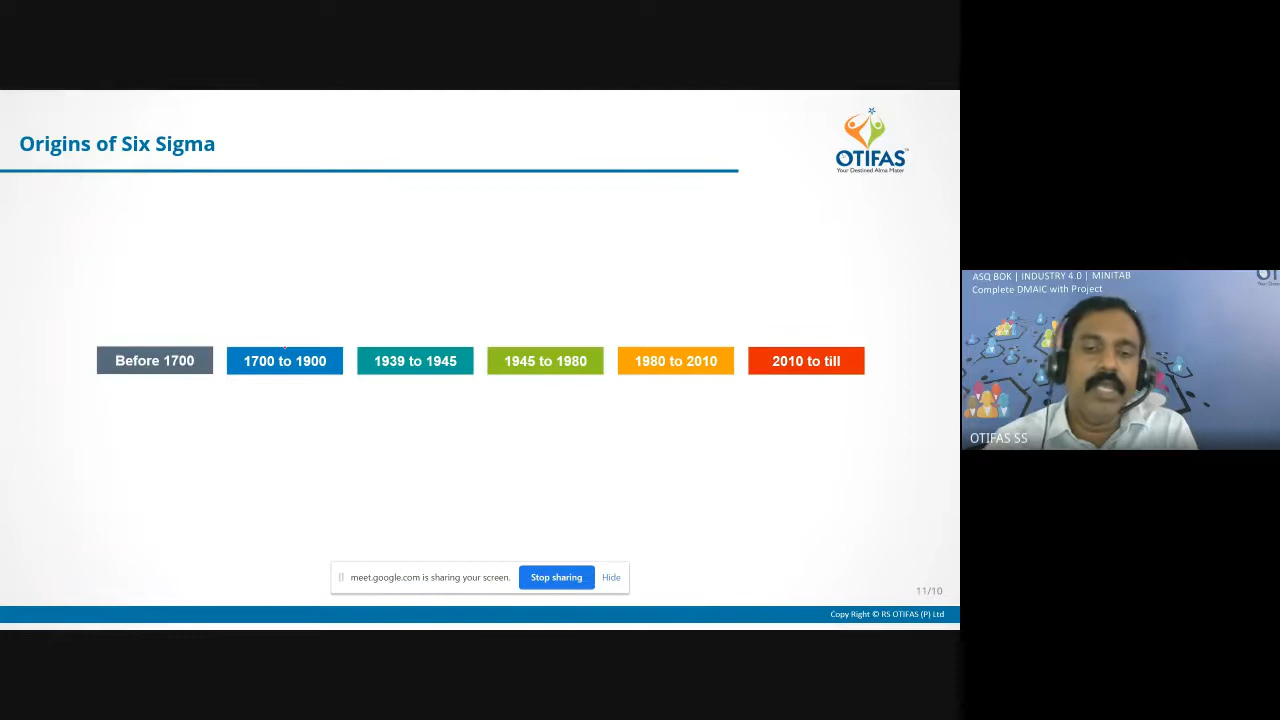 Origins of Six Sigma
OTIFAS
Your Destined Alma Mater
Before 1700
1700 to 1900
1939 to 1945
1945 to 1980
1980 to 2010
2010 to till
ASQ BOK | INDUSTRY 4.0 | MINITAB
Complete DMAIC with Project
OTIFAS SS
meet.google.com is sharing your screen.
Stop sharing
Hide
11/10
Copy Right © RS OTIFAS (P) Ltd